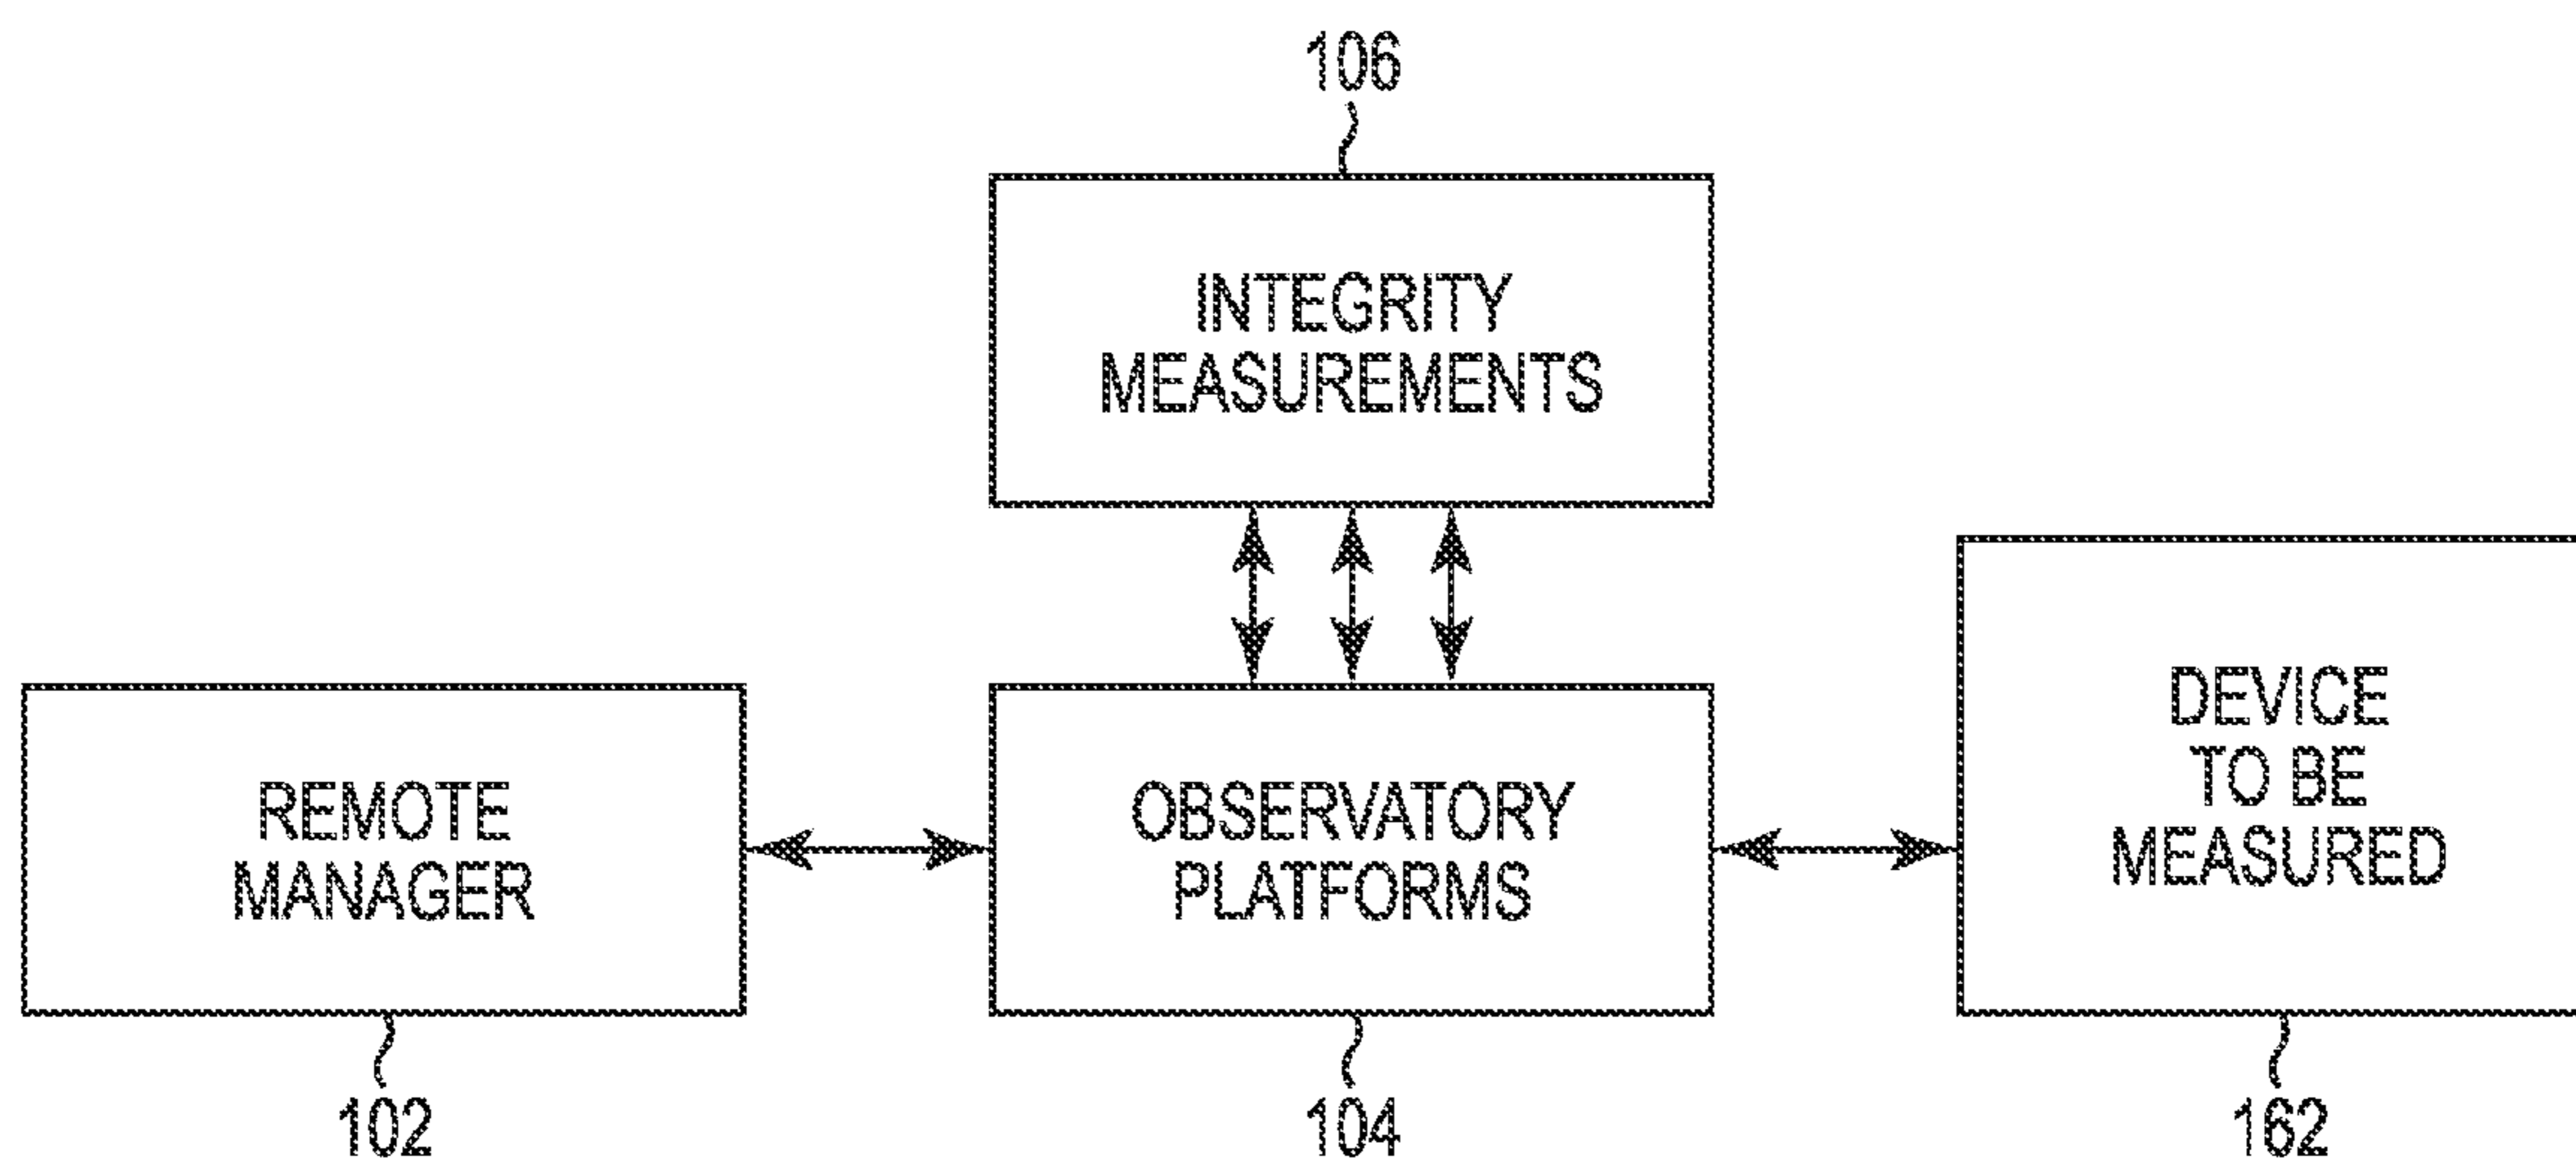 106
INTEGRITY
MEASUREMENTS
REMOTE
MANAGER
OBSERVATORY
PLATFORMS
DEVICE
TO BE
MEASURED
102
104
162